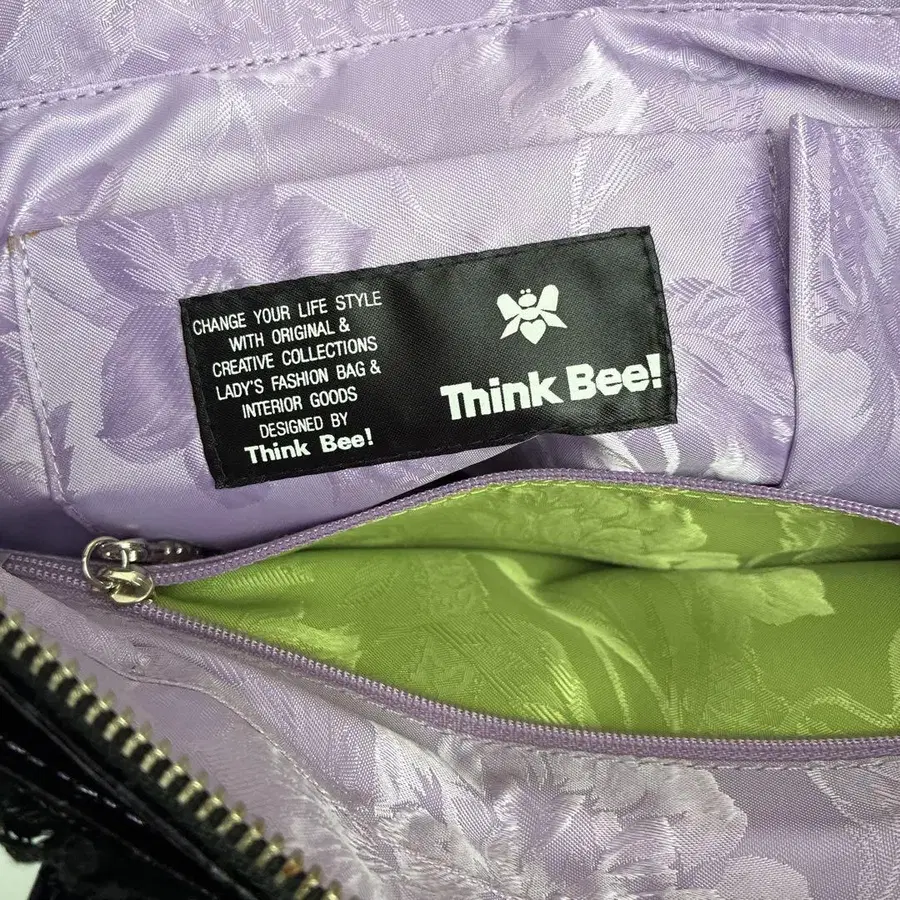 CHANGE YOUR LIFE STYLE
WITH ORIGINAL &
CREATIVE COLLECTIONS
LADY'S FASHION BAG &
INTERIOR GOODS
DESIGNED BY
Think Bee!
Think Bee!